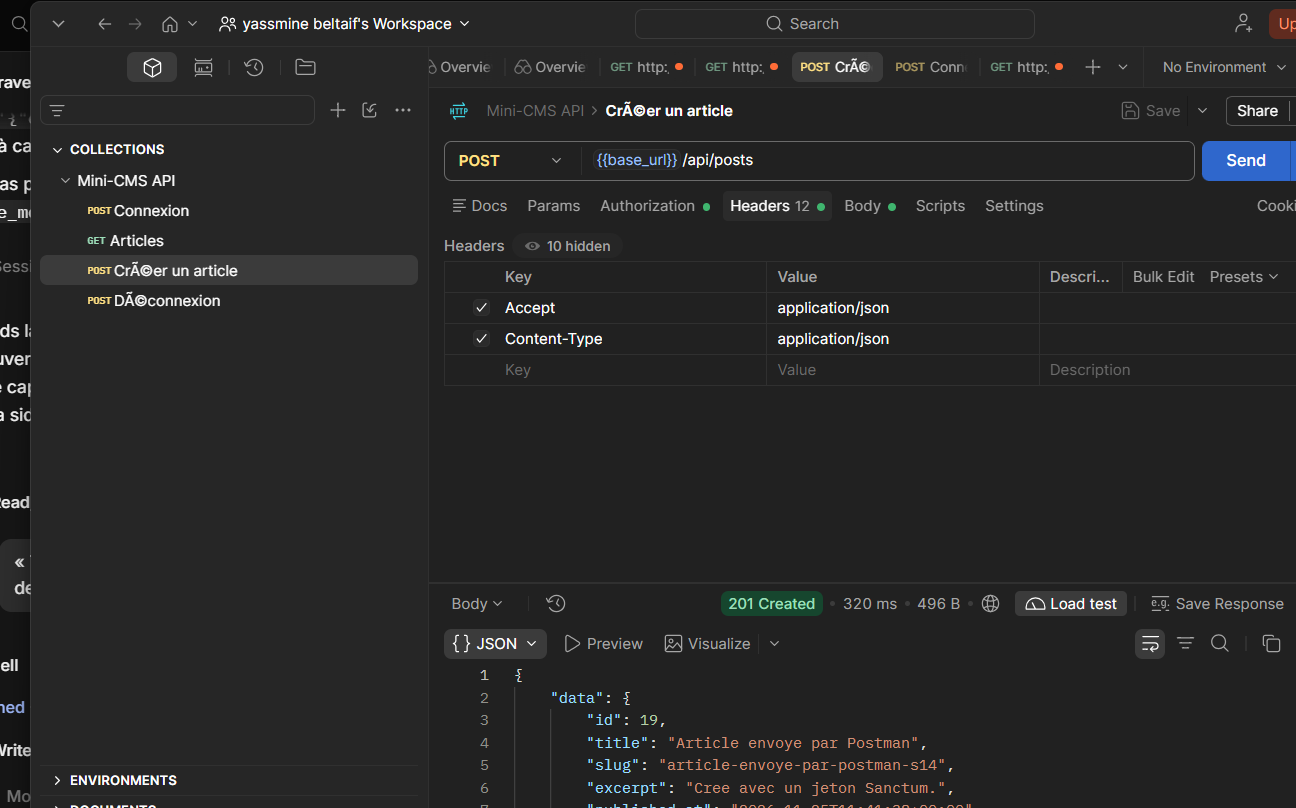 yassmine beltaif's Workspace
Search
Up
Overvie
Overvie
GET http:,
GET http:,
POST CrÃ©
POST Conn
GET http:,
No Environment
Mini-CMS API > CrÃ©er un article
Save
Share
POST
{{base_url}} /api/posts
Send
Docs
Params
Authorization
Headers 12
Body
Scripts
Settings
Cooki
Headers
10 hidden
Key
Value
Descri...
Bulk Edit
Presets
Accept
application/json
Content-Type
application/json
Key
Value
Description
COLLECTIONS
Mini-CMS API
POST Connexion
GET Articles
POST CrÃ©er un article
POST DÃ©connexion
ENVIRONMENTS
Body
201 Created
320 ms
496 B
Load test
e.g. Save Response
{} JSON
Preview
Visualize
1 {
2 "data": {
3 "id": 19,
4 "title": "Article envoye par Postman",
5 "slug": "article-envoye-par-postman-s14",
6 "excerpt": "Cree avec un jeton Sanctum.",